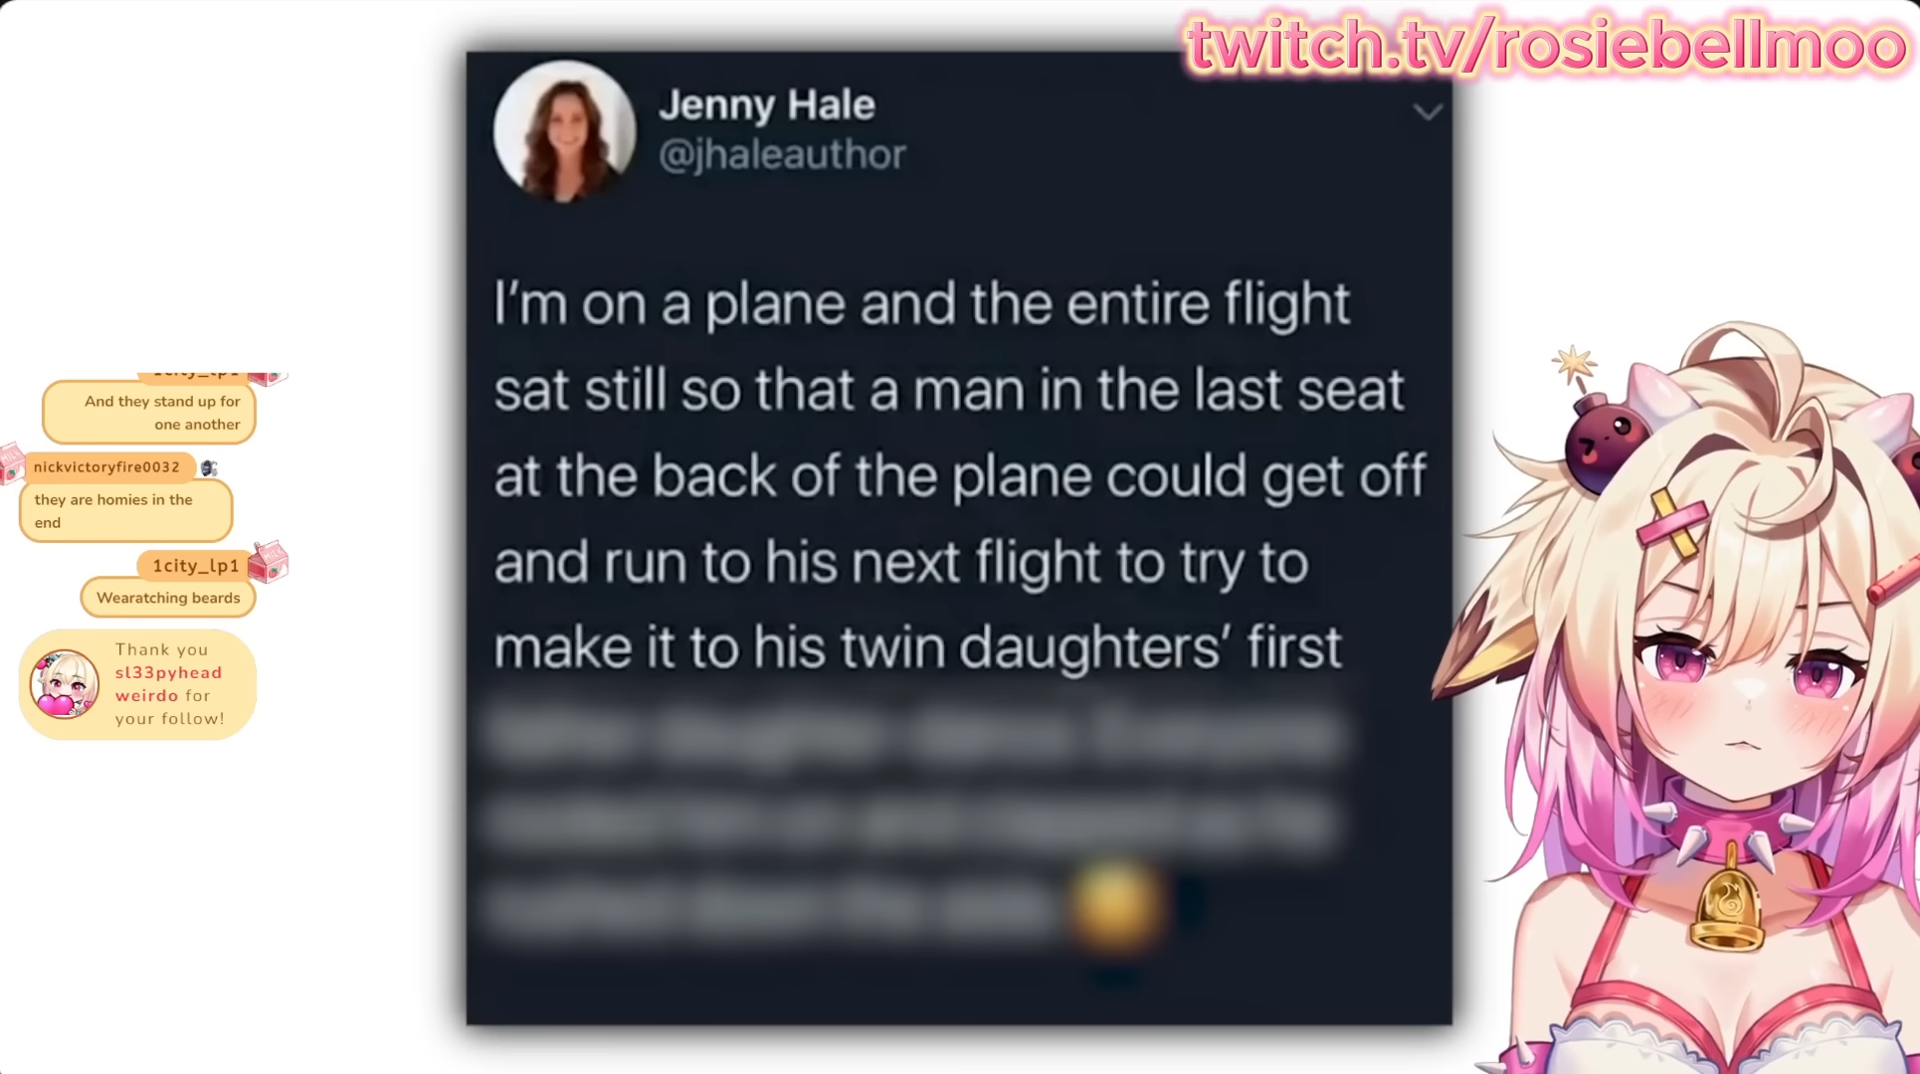 twitch.tv/rosiebellmoo
Jenny Hale
@jhaleauthor
I’m on a plane and the entire flight
sat still so that a man in the last seat
at the back of the plane could get off
and run to his next flight to try to
make it to his twin daughters’ first
1city_lp1
And they stand up for
one another
nickvictoryfire0032
they are homies in the
end
1city_lp1
Wearatching beards
Thank you
sl33pyhead
weirdo for
your follow!